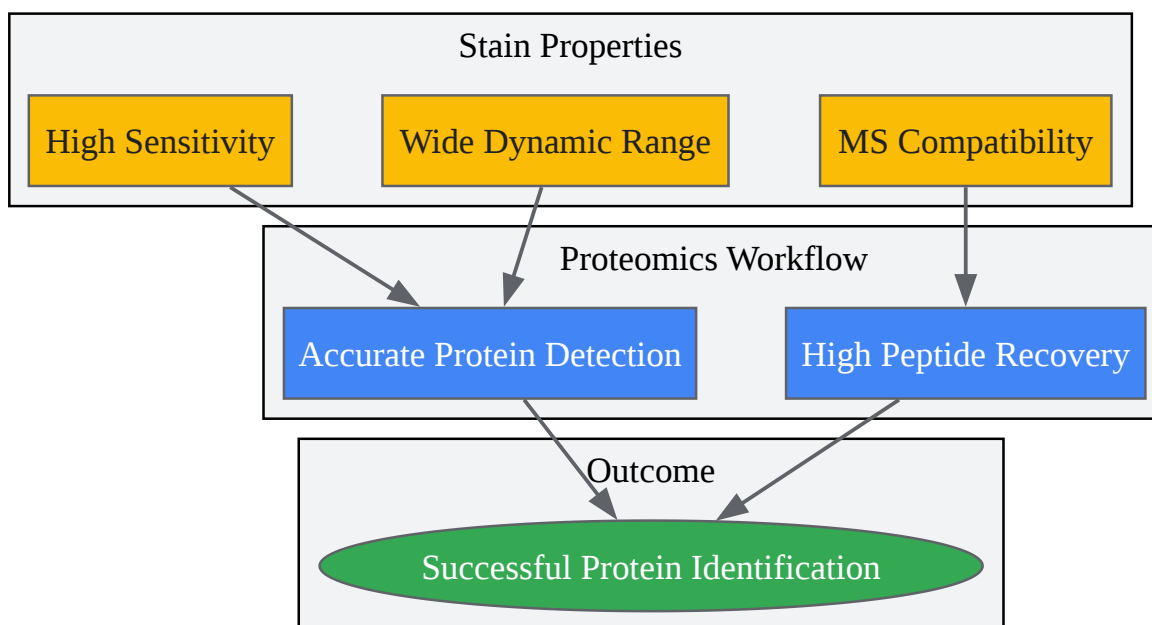 Stain Properties
High Sensitivity
Wide Dynamic Range
MS Compatibility
Proteomics Workflow
Accurate Protein Detection
High Peptide Recovery
Outcome
Successful Protein Identification